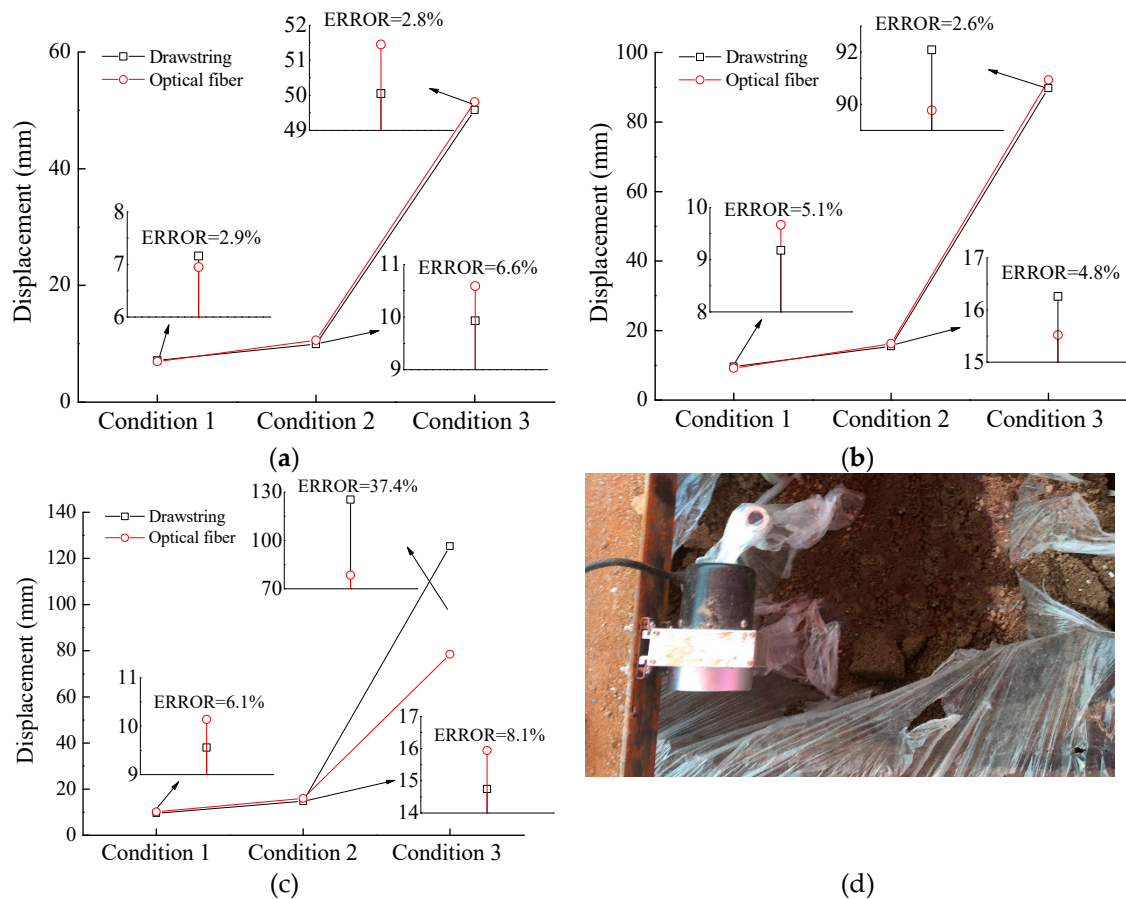 ERROR=2.8%
52
51
50
49
60
40
20
0
Displacement (mm)
Drawstring
Optical fiber
ERROR=2.9%
8
7
6
ERROR=6.6%
11
10
9
Condition 1 Condition 2 Condition 3
(a)
ERROR=2.6%
92
90
100
80
60
40
20
0
Displacement (mm)
Drawstring
Optical fiber
ERROR=5.1%
10
9
8
ERROR=4.8%
17
16
15
Condition 1 Condition 2 Condition 3
(b)
ERROR=37.4%
130
100
70
140
120
100
80
60
40
20
0
Displacement (mm)
Drawstring
Optical fiber
ERROR=6.1%
11
10
9
ERROR=8.1%
17
16
15
14
Condition 1 Condition 2 Condition 3
(c)
(d)